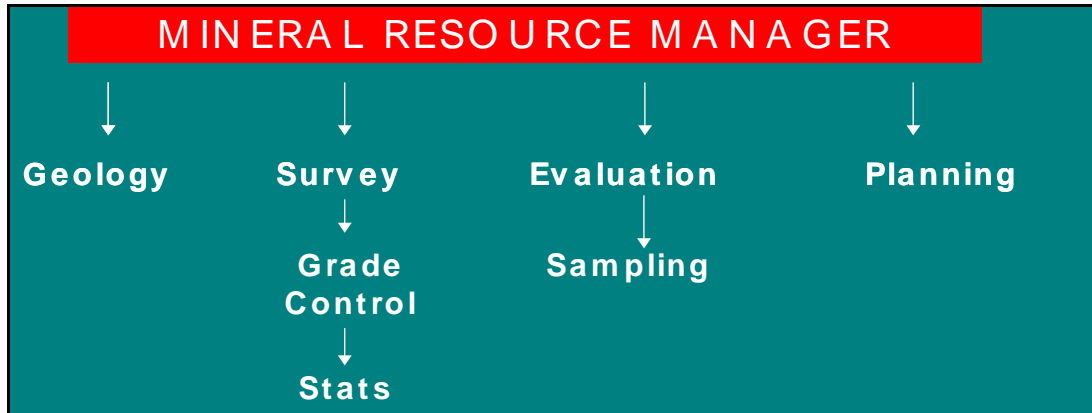 MINERAL RESOURCE MANAGER
Geology Survey Evaluation Planning
Grade Sampling
Control
Stats